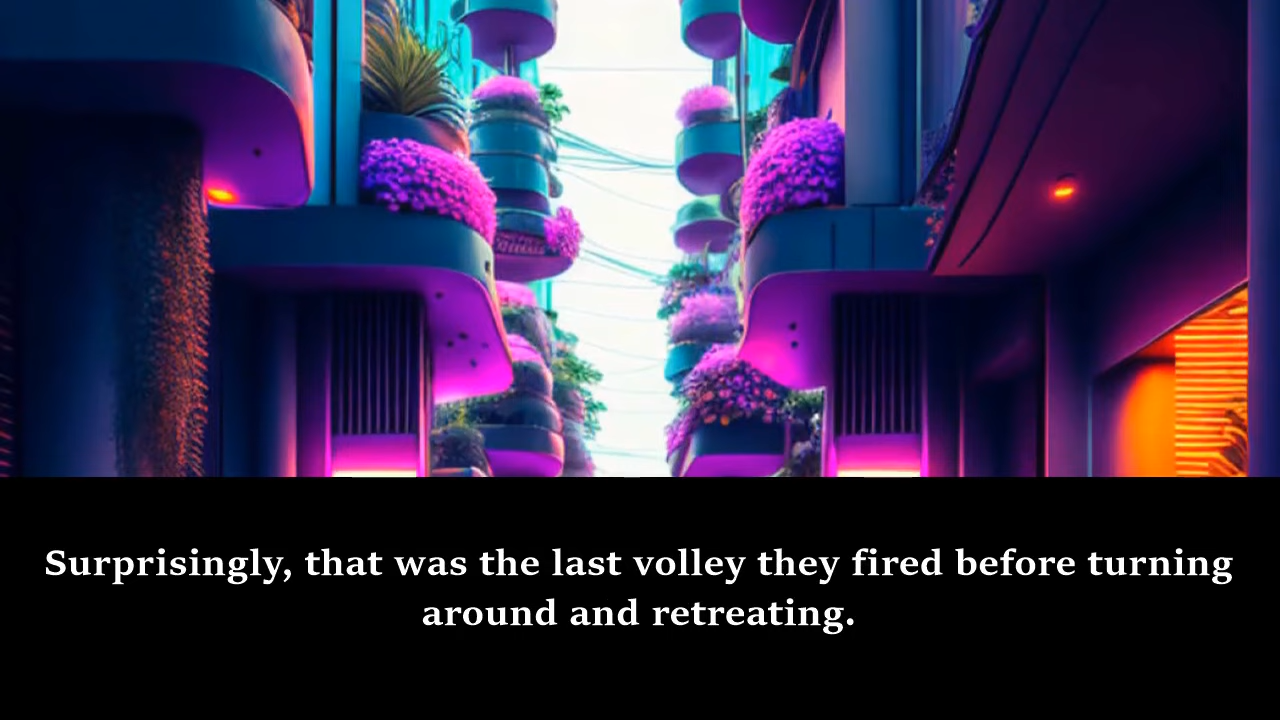 Surprisingly, that was the last volley they fired before turning
around and retreating.